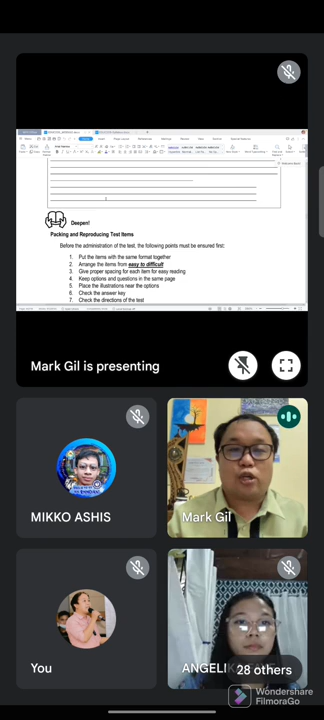 Deepen!
Packing and Reproducing Test Items
Before the administration of the test, the following points must be ensured first:
1. Put the items with the same format together
2. Arrange the items from easy to difficult
3. Give proper spacing for each item for easy reading
4. Keep options and questions in the same page
5. Place the illustrations near the options
6. Check the answer key
7. Check the directions of the test
Mark Gil is presenting
MIKKO ASHIS
Mark Gil
You
ANGELIK
28 others
Wondershare
FilmoraGo